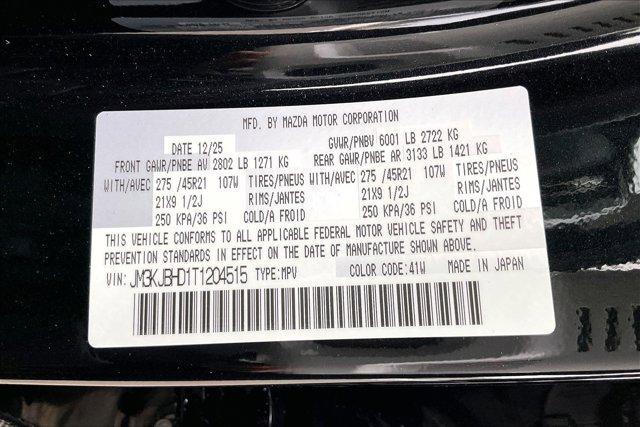 MFD. BY MAZDA MOTOR CORPORATION
DATE 12/25 GVWR/PNBV 6001 LB 2722 KG
FRONT GAWR/PNBE AV 2802 LB 1271 KG REAR GAWR/PNBE AR 3133 LB 1421 KG
WITH/AVEC 275 /45R21 107W TIRES/PNEUS WITH/AVEC 275 /45R21 107W TIRES/PNEUS
21X9 1/2J RIMS/JANTES 21X9 1/2J RIMS/JANTES
250 KPA/36 PSI COLD/A FROID 250 KPA/36 PSI COLD/A FROID
THIS VEHICLE CONFORMS TO ALL APPLICABLE FEDERAL MOTOR VEHICLE SAFETY AND THEFT
PREVENTION STANDARDS IN EFFECT ON THE DATE OF MANUFACTURE SHOWN ABOVE.
VIN: JM3KJBHD1T1204515 TYPE:MPV COLOR CODE:41W MADE IN JAPAN